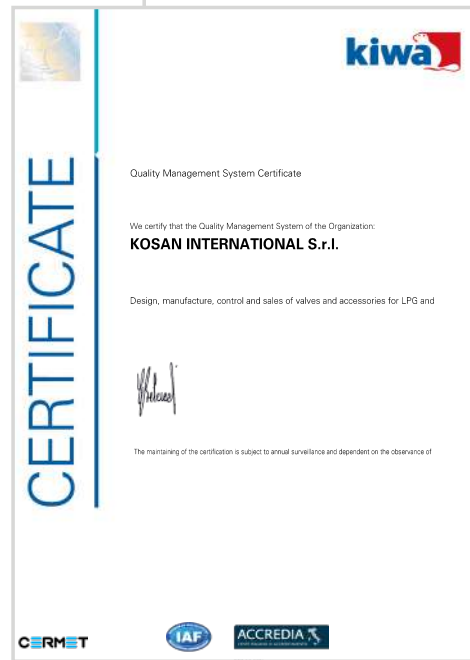 kiwa
CERTIFICATE
Quality Management System Certificate
We certify that the Quality Management System of the Organization:
KOSAN INTERNATIONAL S.r.l.
Design, manufacture, control and sales of valves and accessories for LPG and
The maintaining of the certification is subject to annual surveillance and dependent on the observance of
CERMET
IAF
ACCREDIA